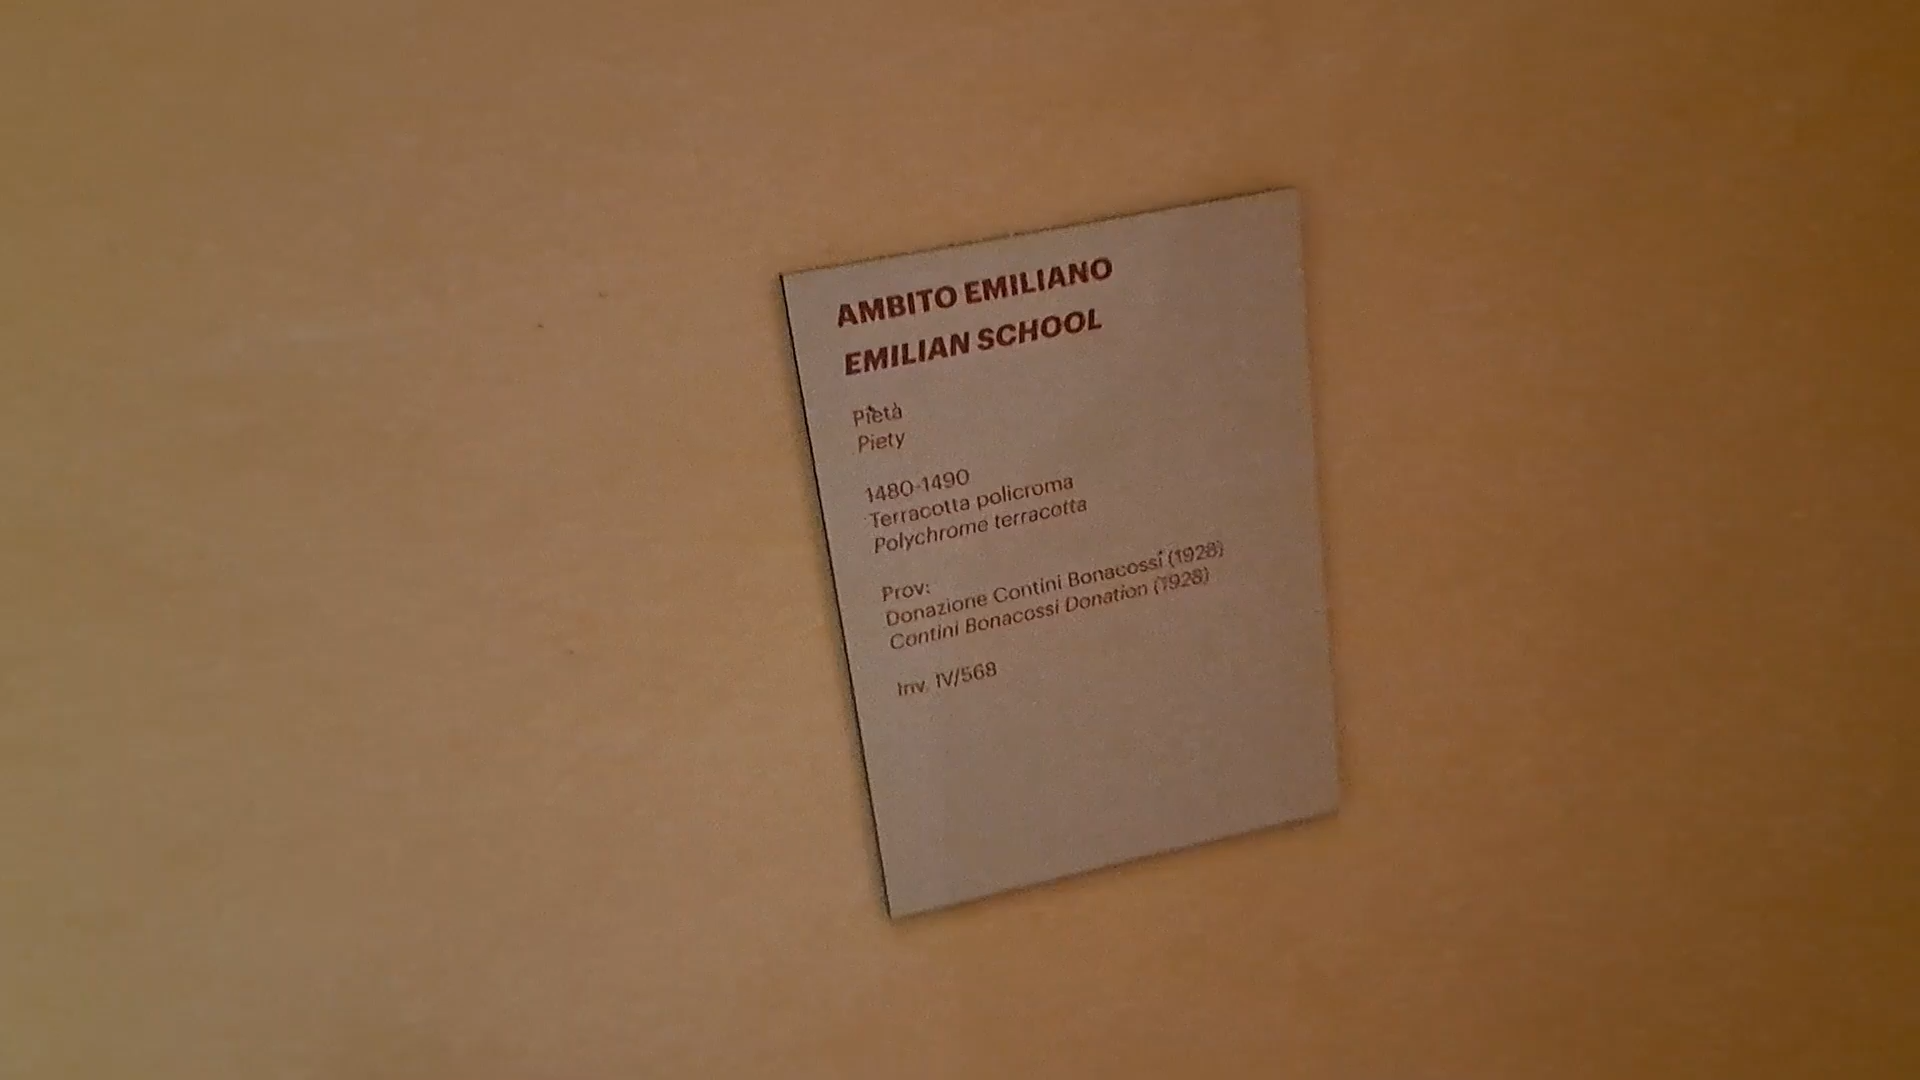 AMBITO EMILIANO
EMILIAN SCHOOL
Pietà
Piety
1480-1490
Terracotta policroma
Polychrome terracotta
Prov:
Donazione Contini Bonacossi (1928)
Contini Bonacossi Donation (1928)
Inv. IV/568